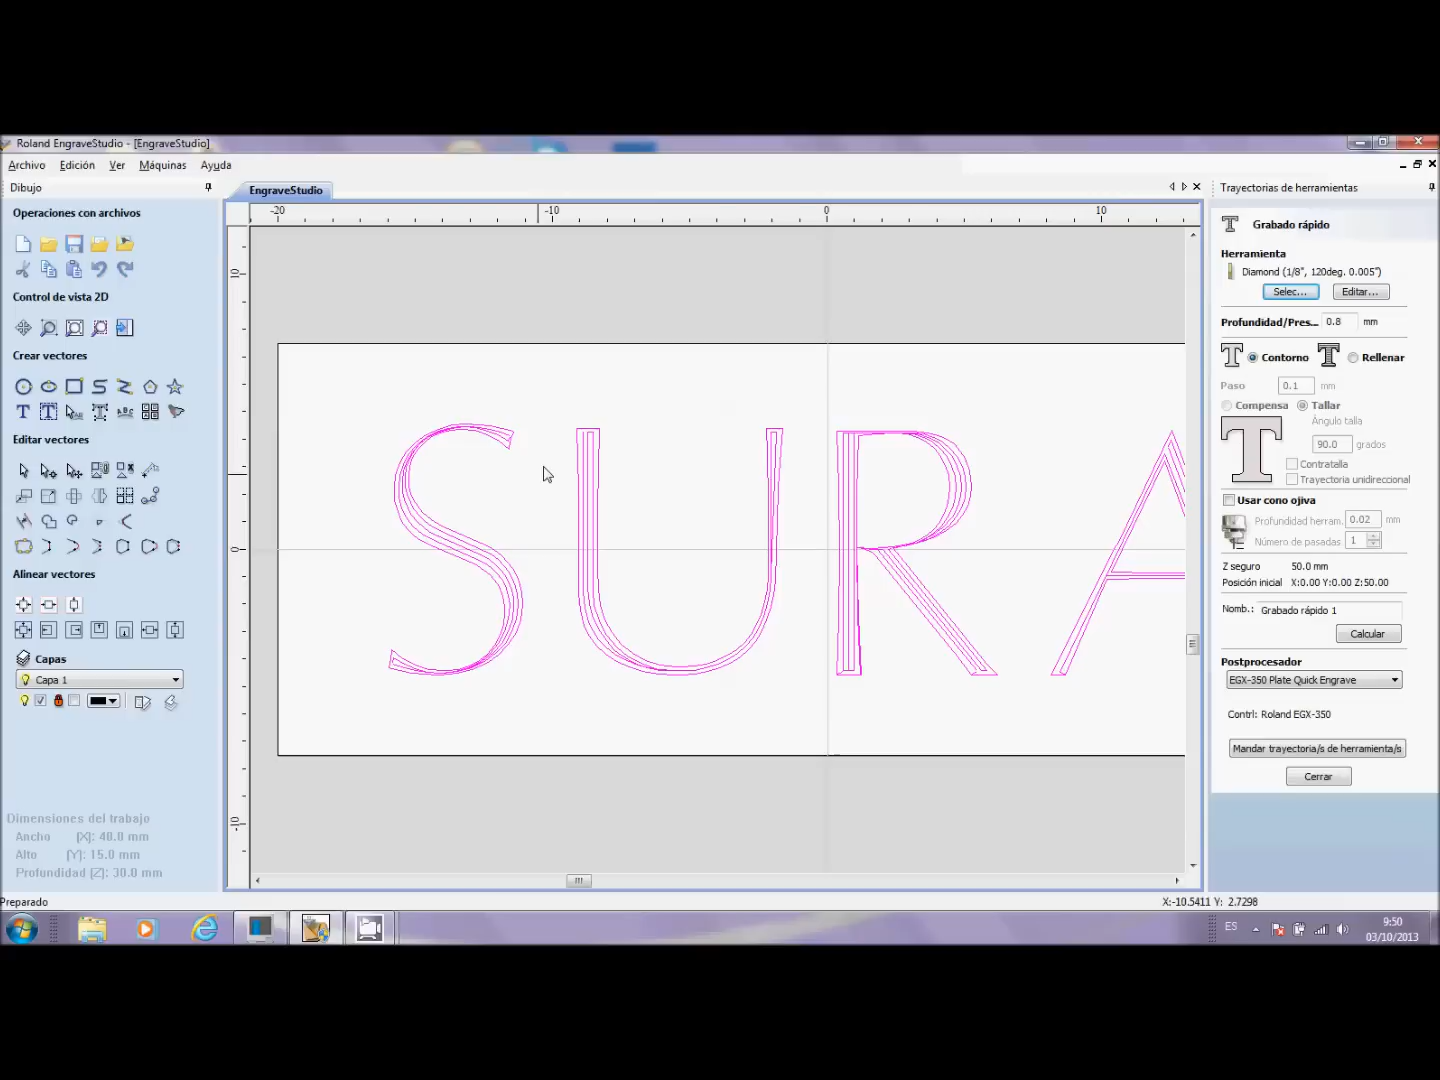 Roland EngraveStudio - [EngraveStudio]
Archivo Edición Ver Máquinas Ayuda
Dibujo
Operaciones con archivos
Control de vista 2D
Crear vectores
Editar vectores
Alinear vectores
Capas
Capa 1
Dimensiones del trabajo
Ancho [X]: 40.0 mm
Alto [Y]: 15.0 mm
Profundidad [Z]: 30.0 mm
Preparado
EngraveStudio
-20 -10 0 10
10
0
-10
SURA
Trayectorias de herramientas
Grabado rápido
Herramienta
Diamond (1/8", 120deg. 0.005")
Selec... Editar...
Profundidad/Pres... 0.8 mm
Contorno Rellenar
Paso 0.1 mm
Compensa Tallar
Ángulo talla
90.0 grados
Contratalla
Trayectoria unidireccional
Usar cono ojiva
Profundidad herram. 0.02 mm
Número de pasadas 1
Z seguro 50.0 mm
Posición inicial X:0.00 Y:0.00 Z:50.00
Nomb.: Grabado rápido 1
Calcular
Postprocesador
EGX-350 Plate Quick Engrave
Contrl: Roland EGX-350
Mandar trayectoria/s de herramienta/s
Cerrar
X:-10.5411 Y: 2.7298
ES
9:50
03/10/2013